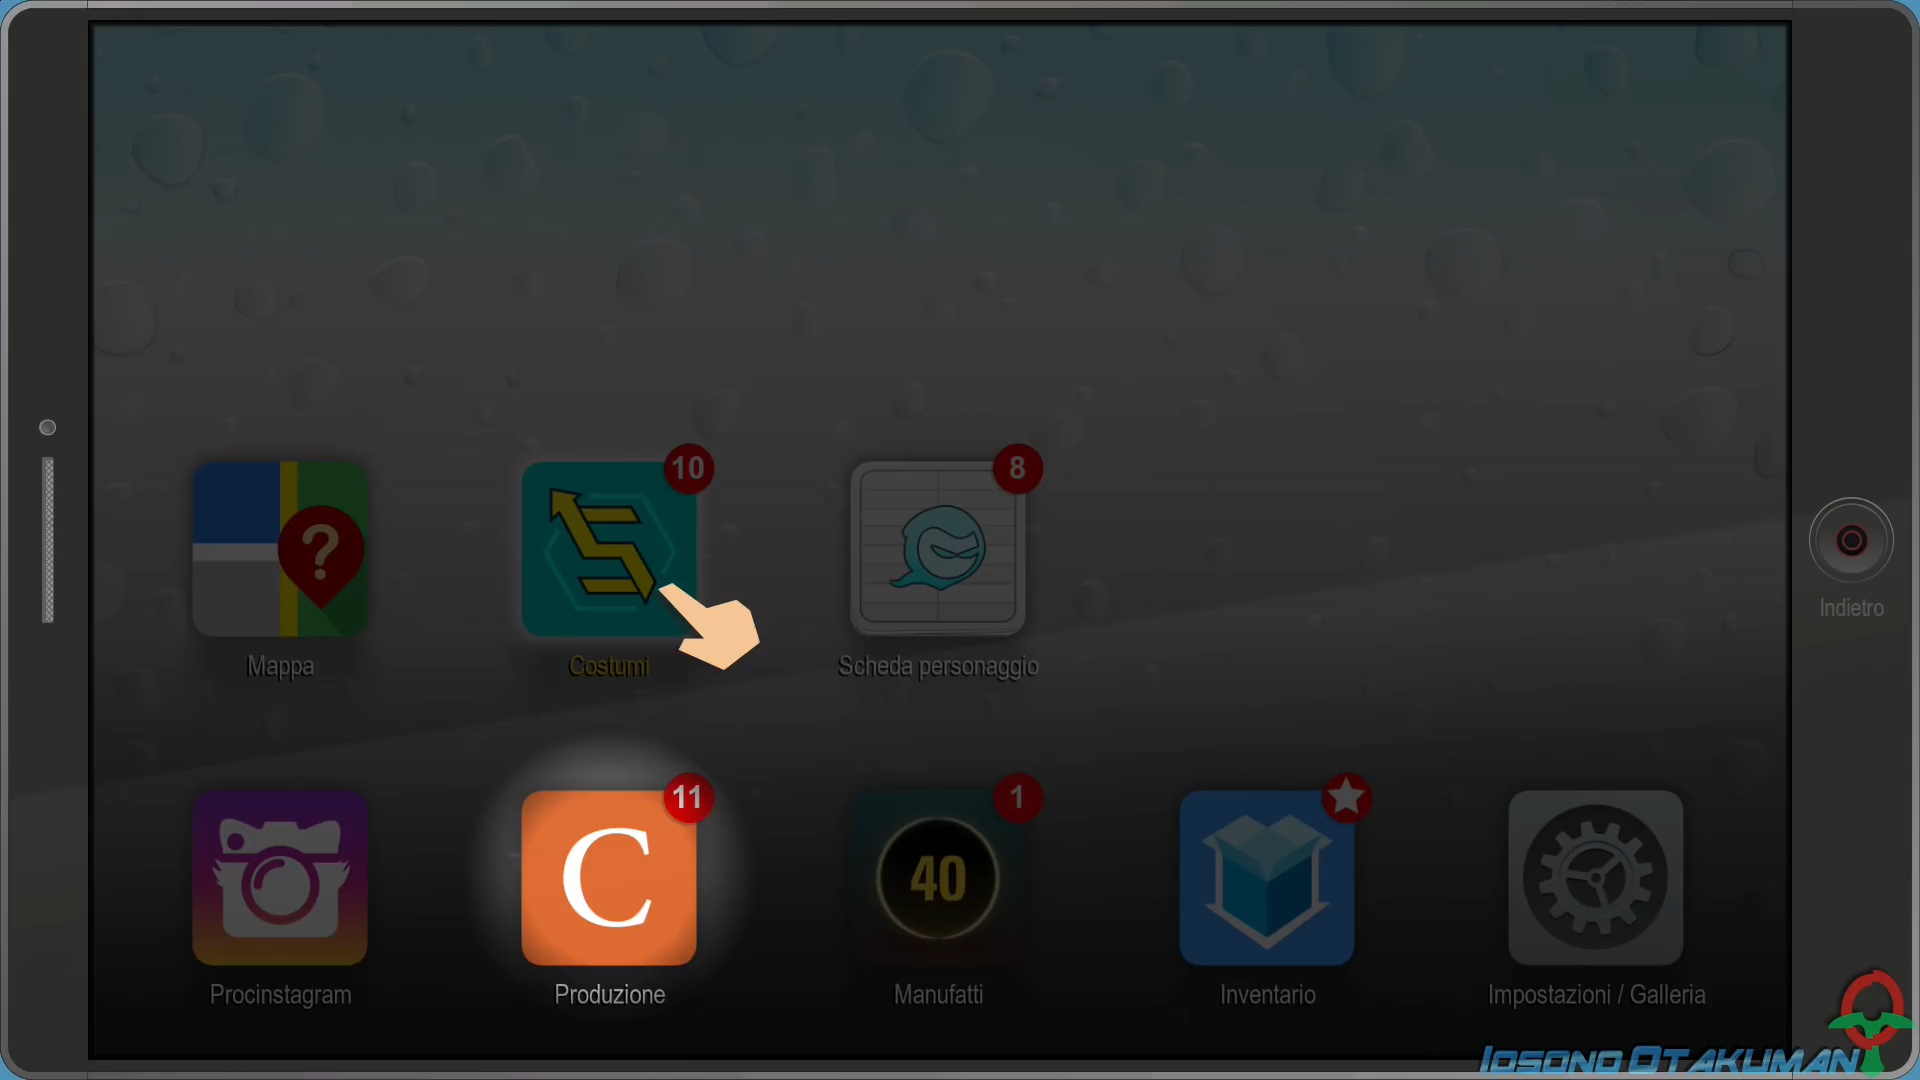 10
8
?
Mappa
Costumi
Scheda personaggio
Indietro
11
1
C
40
Procinstagram
Produzione
Manufatti
Inventario
Impostazioni / Galleria
Iosono Otakuman